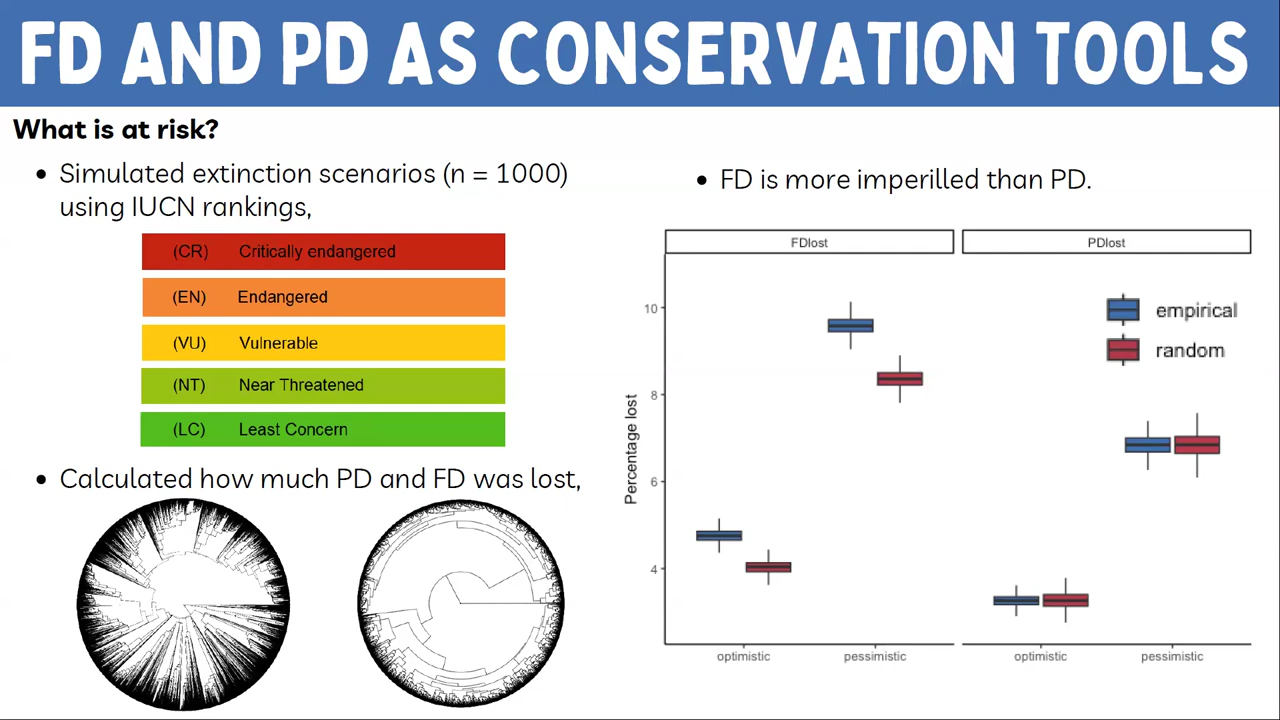 FD AND PD AS CONSERVATION TOOLS
What is at risk?
• Simulated extinction scenarios (n = 1000)
using IUCN rankings,
(CR) Critically endangered
(EN) Endangered
(VU) Vulnerable
(NT) Near Threatened
(LC) Least Concern
• Calculated how much PD and FD was lost,
• FD is more imperilled than PD.
FDlost
PDlost
empirical
random
Percentage lost
10
8
6
4
optimistic
pessimistic
optimistic
pessimistic